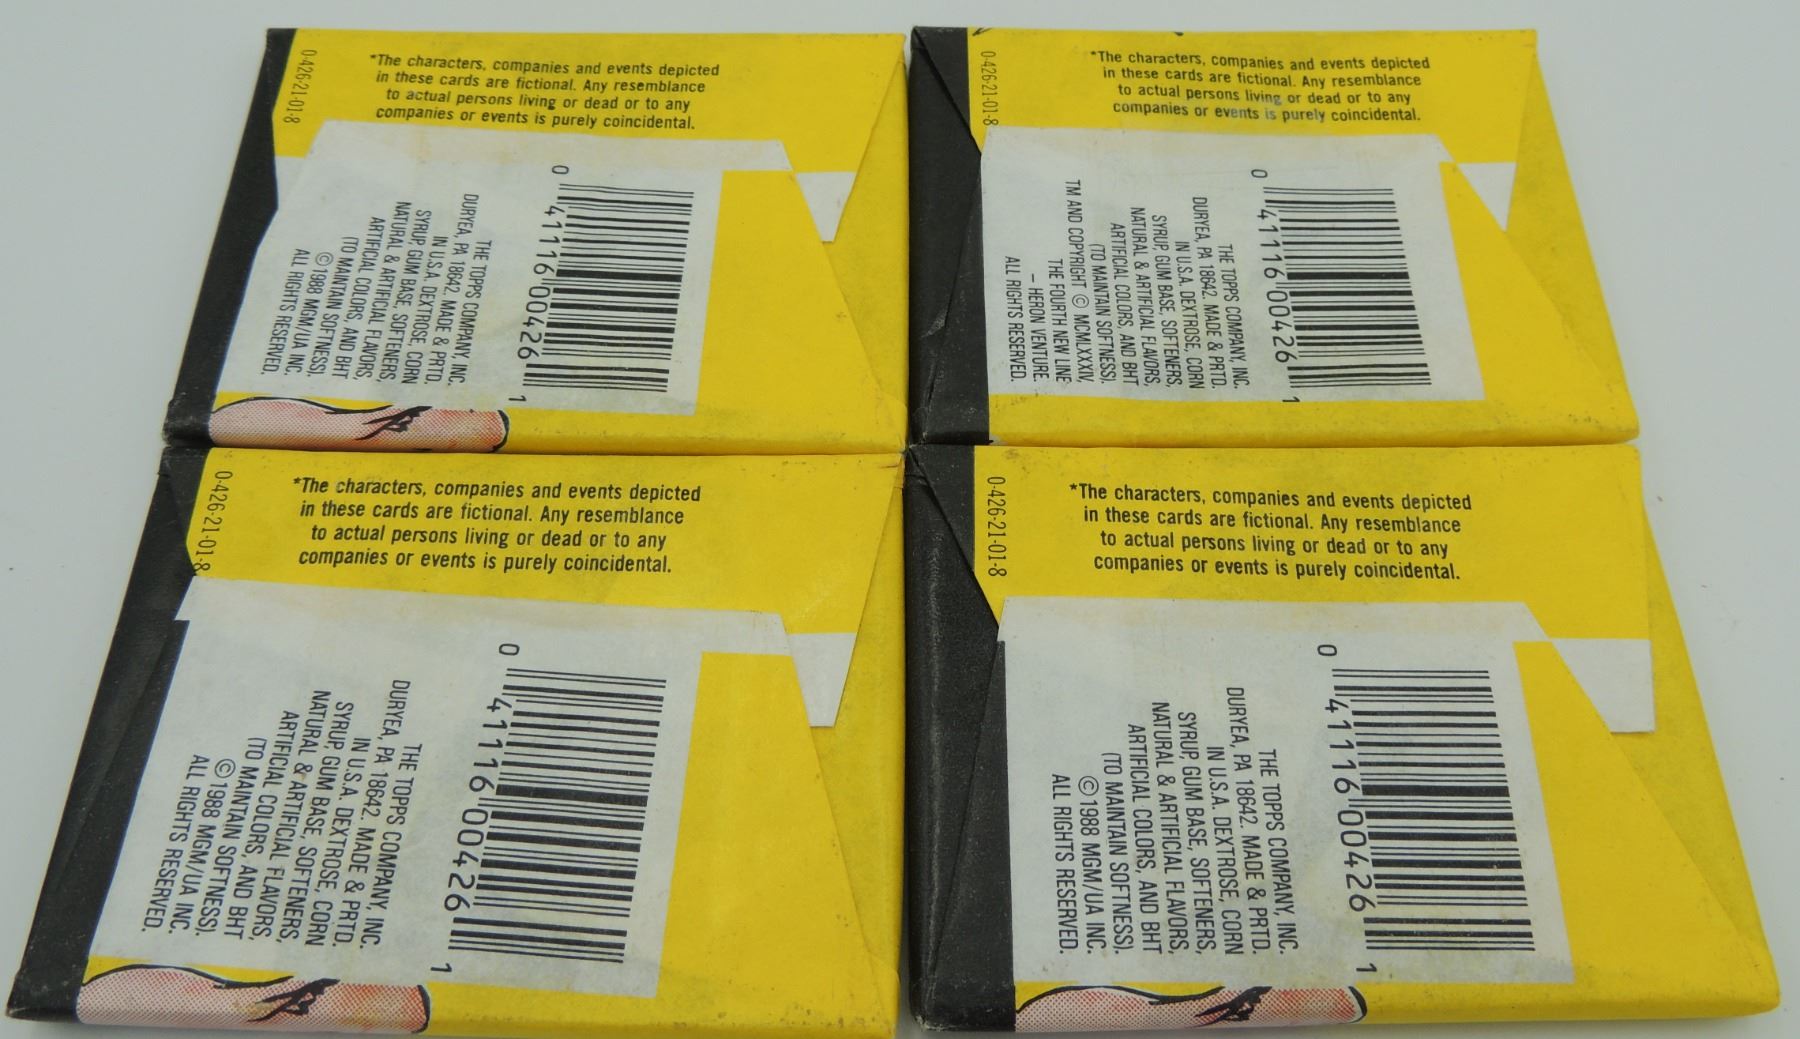 0-426-21-01-8
*The characters, companies and events depicted
in these cards are fictional. Any resemblance
to actual persons living or dead or to any
companies or events is purely coincidental.
0 41116 00426 1
THE TOPPS COMPANY, INC.
DURYEA, PA 18642. MADE & PRTD.
IN U.S.A. DEXTROSE, CORN
SYRUP, GUM BASE, SOFTENERS,
NATURAL & ARTIFICIAL FLAVORS,
ARTIFICIAL COLORS, AND BHT
(TO MAINTAIN SOFTNESS).
©1988 MGM/UA INC.
ALL RIGHTS RESERVED.
0-426-21-01-8
*The characters, companies and events depicted
in these cards are fictional. Any resemblance
to actual persons living or dead or to any
companies or events is purely coincidental.
0 41116 00426 1
THE TOPPS COMPANY, INC.
DURYEA, PA 18642. MADE & PRTD.
IN U.S.A. DEXTROSE, CORN
SYRUP, GUM BASE, SOFTENERS,
NATURAL & ARTIFICIAL FLAVORS,
ARTIFICIAL COLORS, AND BHT
(TO MAINTAIN SOFTNESS).
TM AND COPYRIGHT © MCMLXXXIV,
THE FOURTH NEW LINE
– HERON VENTURE.
ALL RIGHTS RESERVED.
0-426-21-01-8
*The characters, companies and events depicted
in these cards are fictional. Any resemblance
to actual persons living or dead or to any
companies or events is purely coincidental.
0 41116 00426 1
THE TOPPS COMPANY, INC.
DURYEA, PA 18642. MADE & PRTD.
IN U.S.A. DEXTROSE, CORN
SYRUP, GUM BASE, SOFTENERS,
NATURAL & ARTIFICIAL FLAVORS,
ARTIFICIAL COLORS, AND BHT
(TO MAINTAIN SOFTNESS).
©1988 MGM/UA INC.
ALL RIGHTS RESERVED.
0-426-21-01-8
*The characters, companies and events depicted
in these cards are fictional. Any resemblance
to actual persons living or dead or to any
companies or events is purely coincidental.
0 41116 00426 1
THE TOPPS COMPANY, INC.
DURYEA, PA 18642. MADE & PRTD.
IN U.S.A. DEXTROSE, CORN
SYRUP, GUM BASE, SOFTENERS,
NATURAL & ARTIFICIAL FLAVORS,
ARTIFICIAL COLORS, AND BHT
(TO MAINTAIN SOFTNESS).
©1988 MGM/UA INC.
ALL RIGHTS RESERVED.